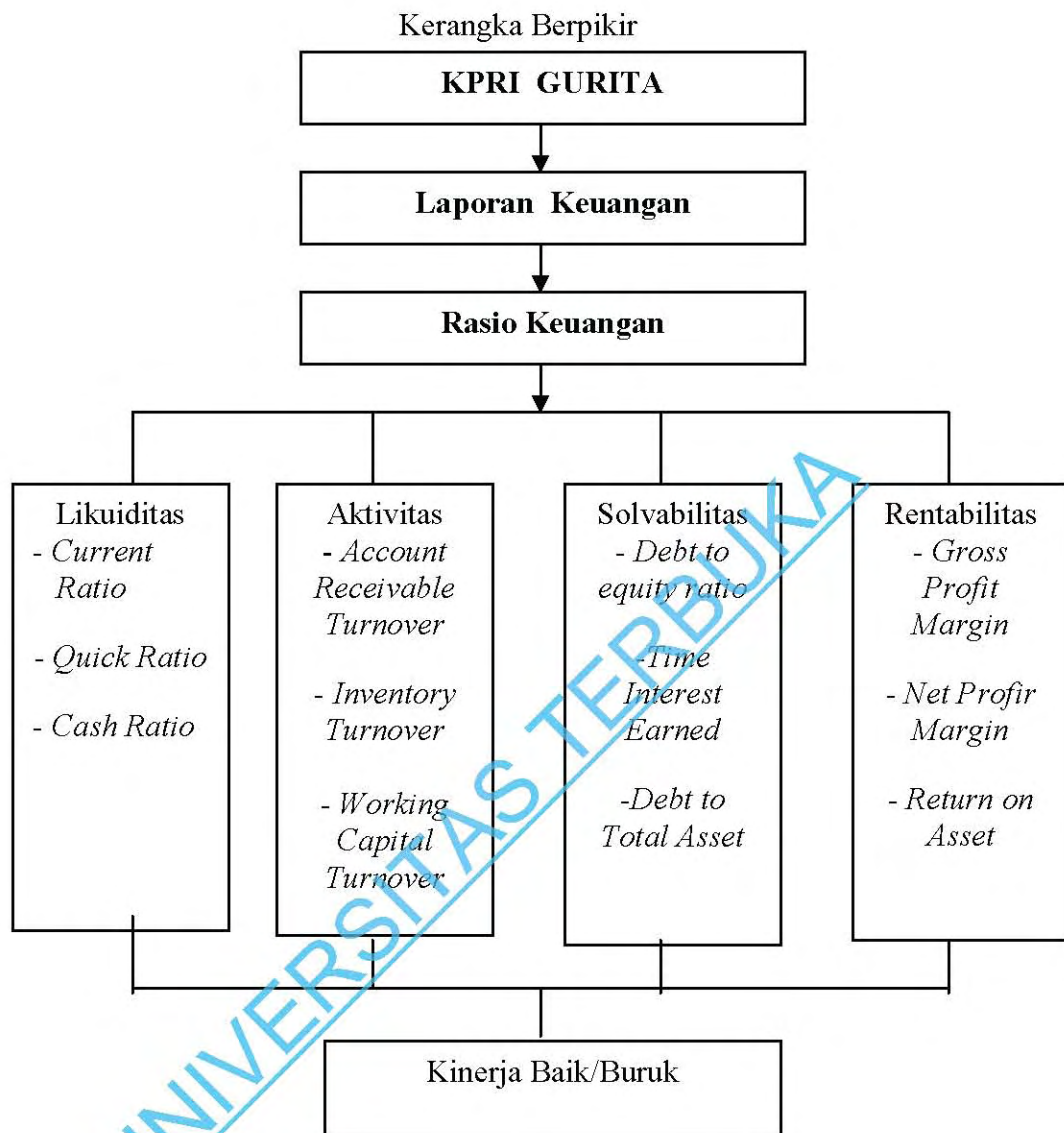 Kerangka Berpikir
KPRI GURITA
Laporan Keuangan
Rasio Keuangan
Likuiditas
- Current
Ratio
- Quick Ratio
- Cash Ratio
Aktivitas
- Account
Receivable
Turnover
- Inventory
Turnover
- Working
Capital
Turnover
Solvabilitas
- Debt to
equity ratio
-Time
Interest
Earned
-Debt to
Total Asset
Rentabilitas
- Gross
Profit
Margin
- Net Profir
Margin
- Return on
Asset
Kinerja Baik/Buruk
UNIVERSITAS TERBUKA